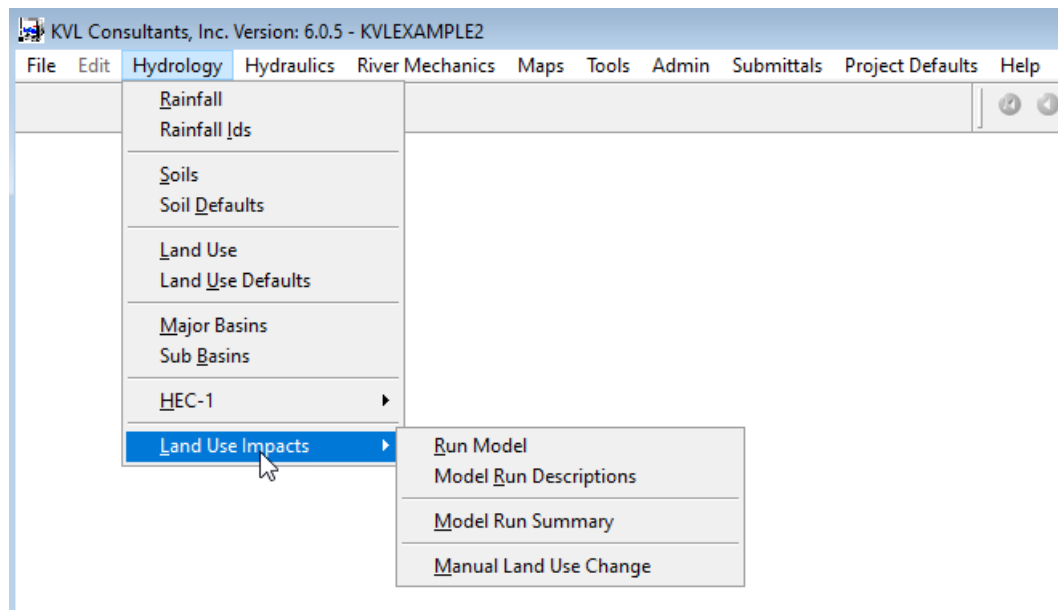 KVL Consultants, Inc. Version: 6.0.5 - KVLEXAMPLE2
File Edit Hydrology Hydraulics River Mechanics Maps Tools Admin Submittals Project Defaults Help
Rainfall
Rainfall Ids
Soils
Soil Defaults
Land Use
Land Use Defaults
Major Basins
Sub Basins
HEC-1
Land Use Impacts
Run Model
Model Run Descriptions
Model Run Summary
Manual Land Use Change